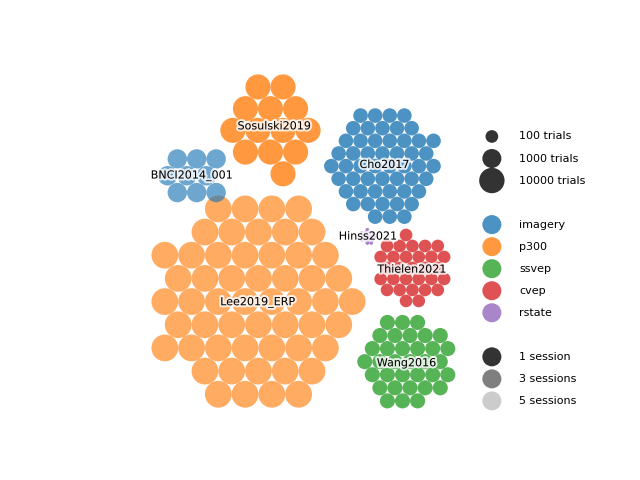 Sosulski2019
BNCI2014_001
Cho2017
Hinss2021
Thielen2021
Lee2019_ERP
Wang2016
100 trials
1000 trials
10000 trials
imagery
p300
ssvep
cvep
rstate
1 session
3 sessions
5 sessions